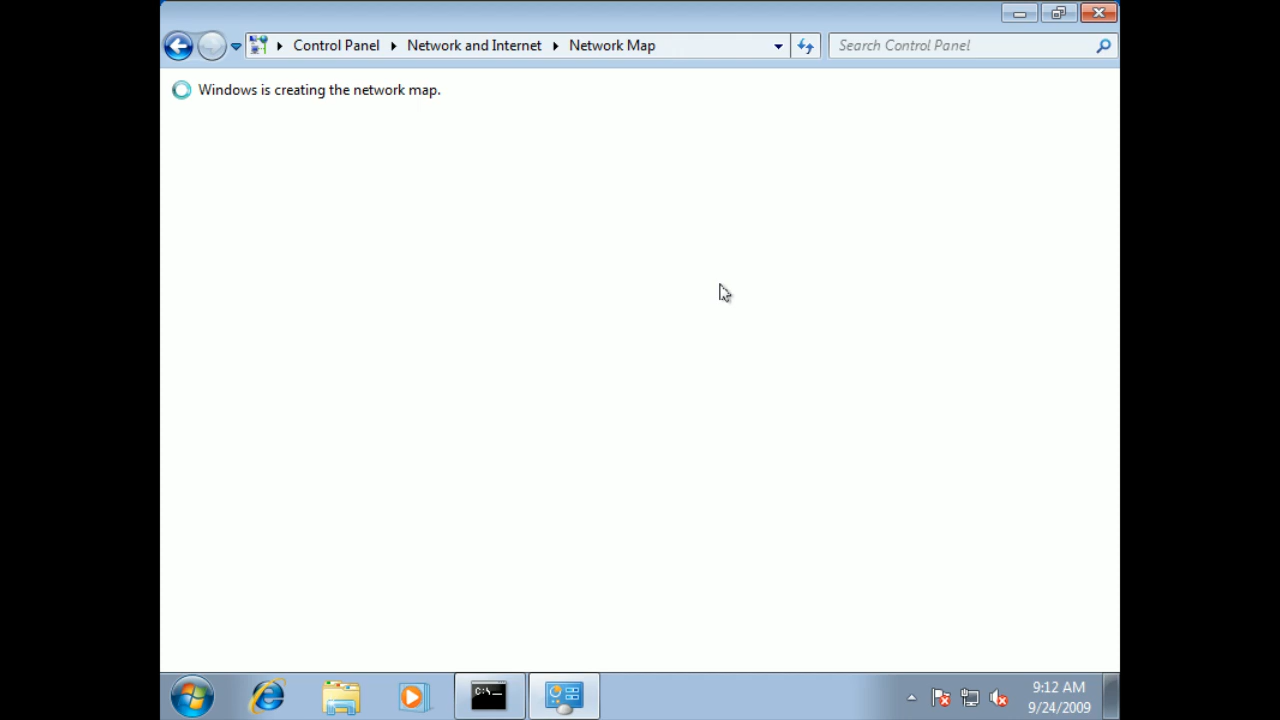 Control Panel Network and Internet Network Map
Search Control Panel
Windows is creating the network map.
C:\_
9:12 AM
9/24/2009